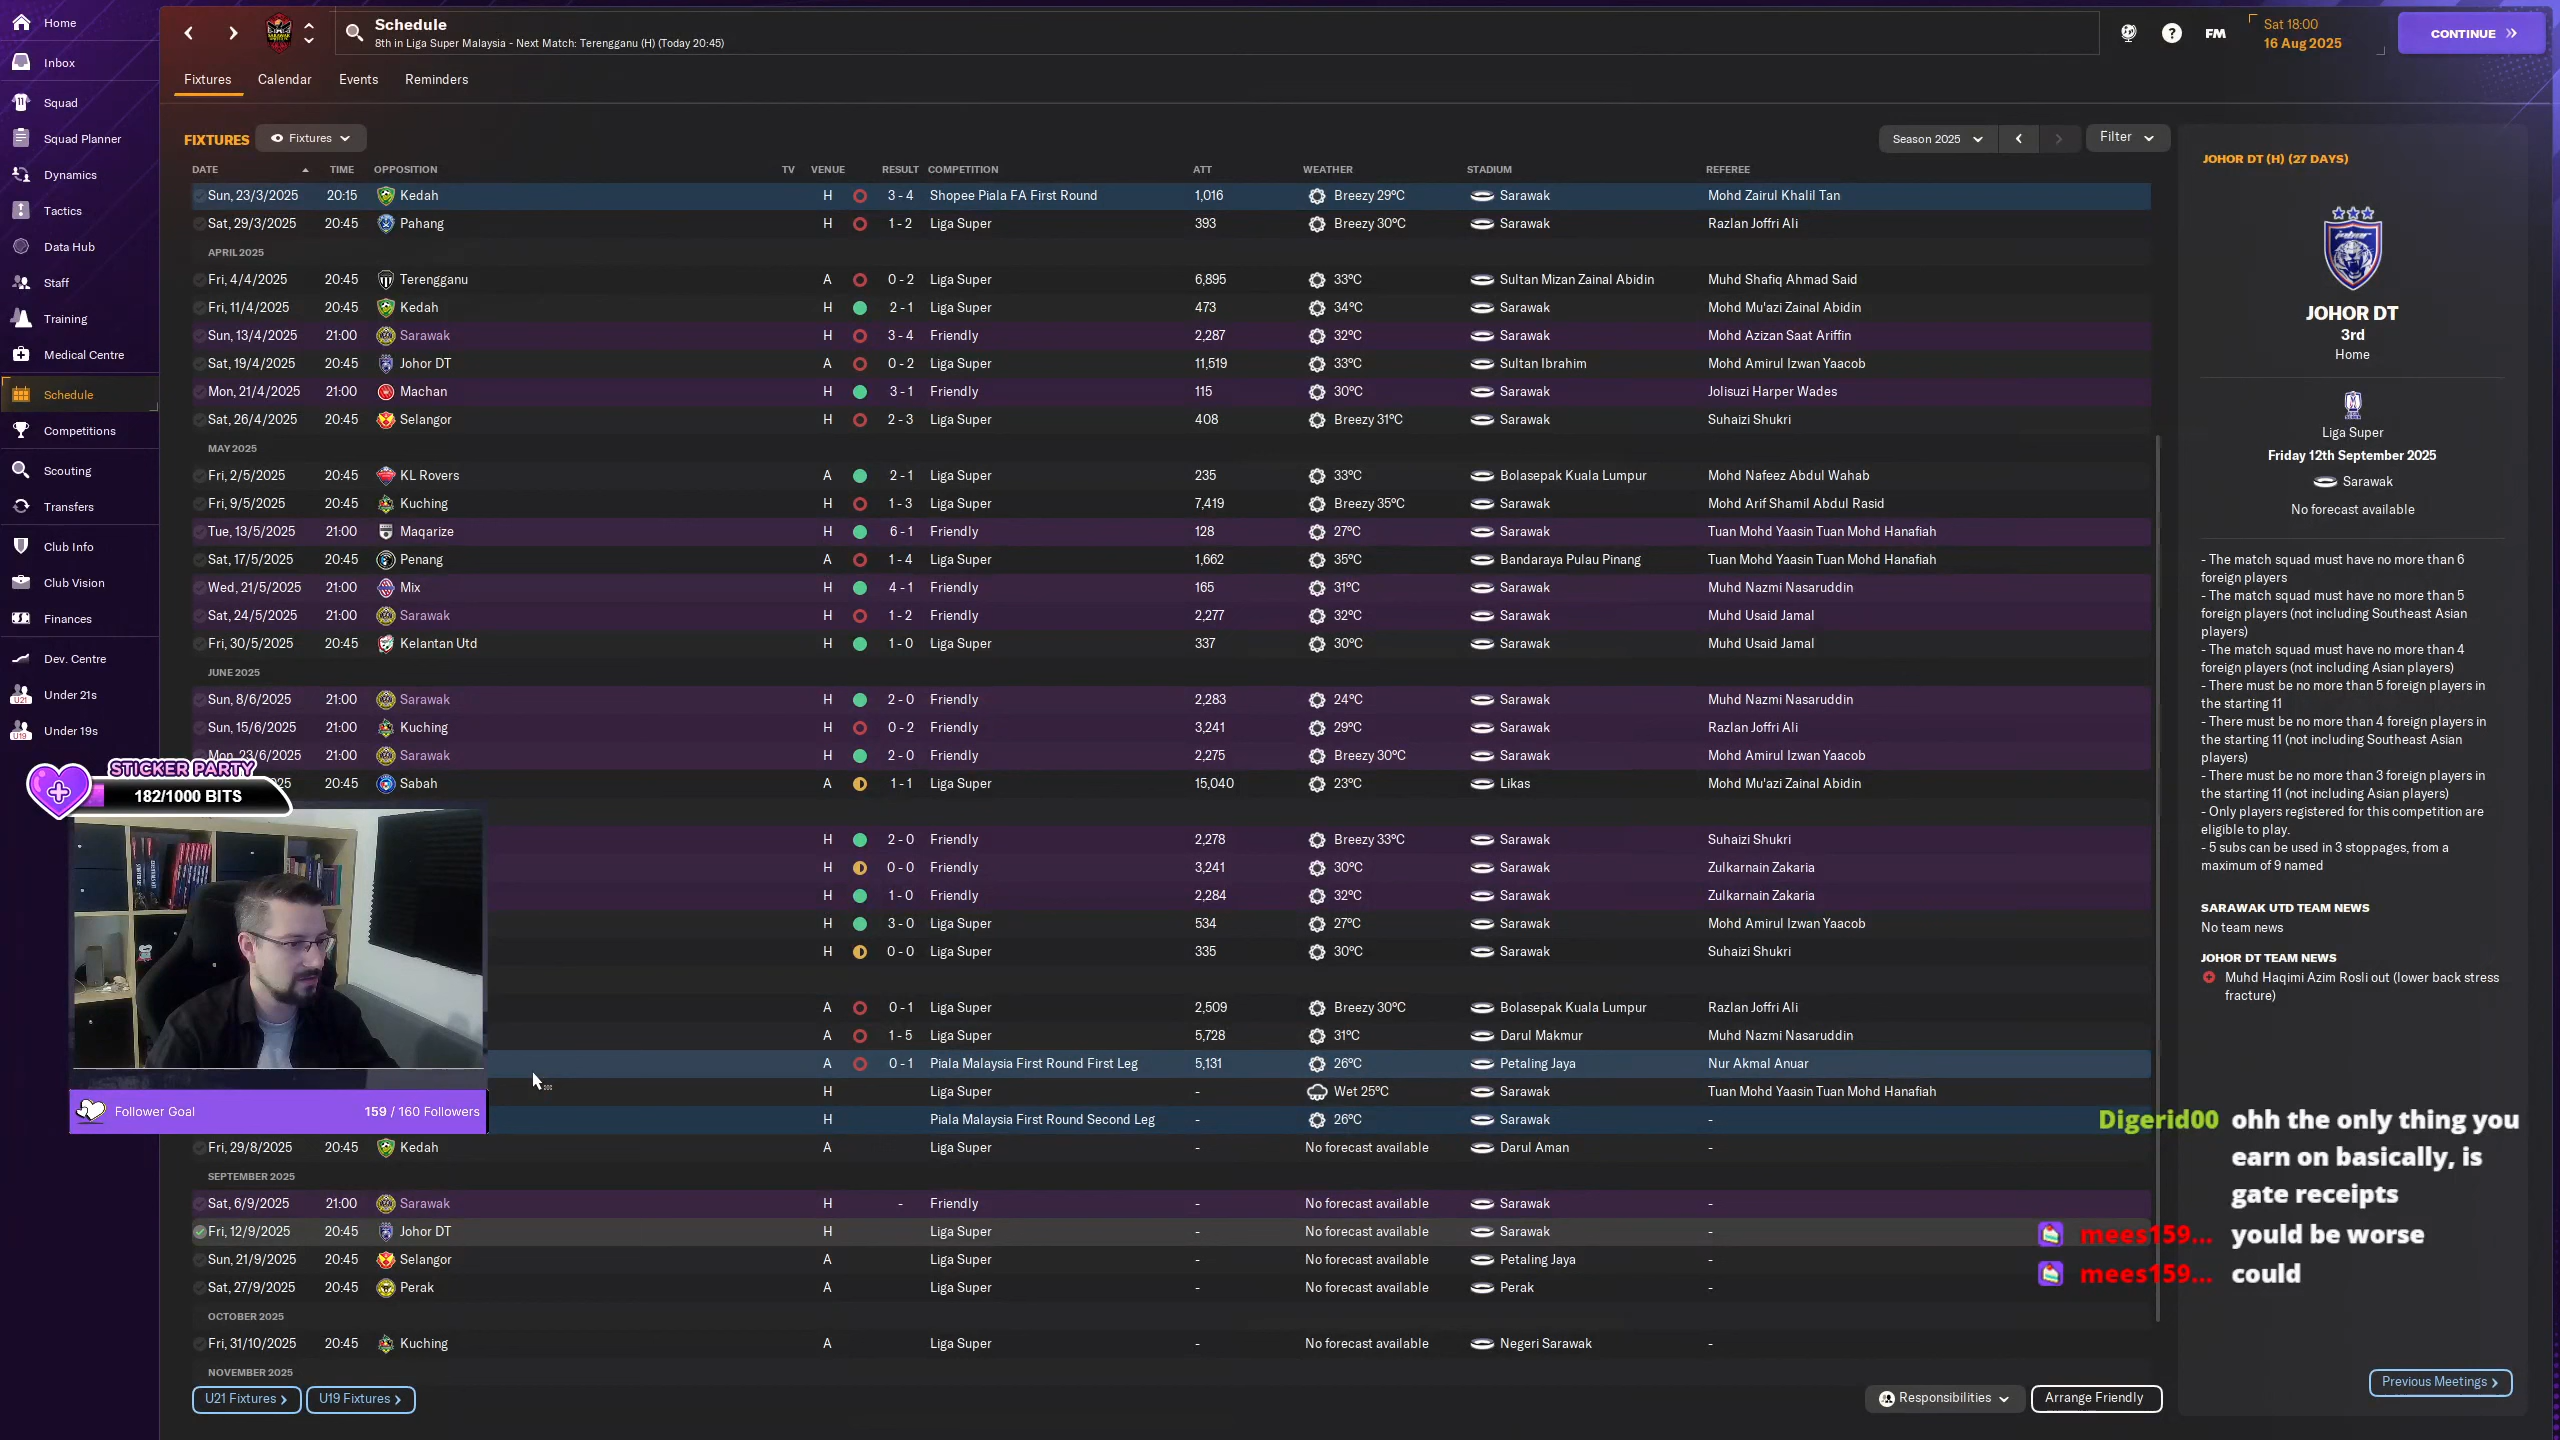 Home
Inbox
Squad
Squad Planner
Dynamics
Tactics
Data Hub
Staff
Training
Medical Centre
Schedule
Competitions
Scouting
Transfers
Club Info
Club Vision
Finances
Dev. Centre
Under 21s
Under 19s
Schedule
8th in Liga Super Malaysia - Next Match: Terengganu (H) (Today 20:45)
FM
Sat 18:00
16 Aug 2025
CONTINUE
Fixtures Calendar Events Reminders
FIXTURES Fixtures Season 2025 Filter
DATE TIME OPPOSITION TV VENUE RESULT COMPETITION ATT WEATHER STADIUM REFEREE
Sun, 23/3/2025 20:15 Kedah H 3 - 4 Shopee Piala FA First Round 1,016 Breezy 29ºC Sarawak Mohd Zairul Khalil Tan
Sat, 29/3/2025 20:45 Pahang H 1 - 2 Liga Super 393 Breezy 30ºC Sarawak Razlan Joffri Ali
APRIL 2025
Fri, 4/4/2025 20:45 Terengganu A 0 - 2 Liga Super 6,895 33ºC Sultan Mizan Zainal Abidin Muhd Shafiq Ahmad Said
Fri, 11/4/2025 20:45 Kedah H 2 - 1 Liga Super 473 34ºC Sarawak Mohd Mu'azi Zainal Abidin
Sun, 13/4/2025 21:00 Sarawak H 3 - 4 Friendly 2,287 32ºC Sarawak Mohd Azizan Saat Ariffin
Sat, 19/4/2025 20:45 Johor DT A 0 - 2 Liga Super 11,519 33ºC Sultan Ibrahim Mohd Amirul Izwan Yaacob
Mon, 21/4/2025 21:00 Machan H 3 - 1 Friendly 115 30ºC Sarawak Jolisuzi Harper Wades
Sat, 26/4/2025 20:45 Selangor H 2 - 3 Liga Super 408 Breezy 31ºC Sarawak Suhaizi Shukri
MAY 2025
Fri, 2/5/2025 20:45 KL Rovers A 2 - 1 Liga Super 235 33ºC Bolasepak Kuala Lumpur Mohd Nafeez Abdul Wahab
Fri, 9/5/2025 20:45 Kuching H 1 - 3 Liga Super 7,419 Breezy 35ºC Sarawak Mohd Arif Shamil Abdul Rasid
Tue, 13/5/2025 21:00 Maqarize H 6 - 1 Friendly 128 27ºC Sarawak Tuan Mohd Yaasin Tuan Mohd Hanafiah
Sat, 17/5/2025 20:45 Penang A 1 - 4 Liga Super 1,662 35ºC Bandaraya Pulau Pinang Tuan Mohd Yaasin Tuan Mohd Hanafiah
Wed, 21/5/2025 21:00 Mix H 4 - 1 Friendly 165 31ºC Sarawak Muhd Nazmi Nasaruddin
Sat, 24/5/2025 21:00 Sarawak H 1 - 2 Friendly 2,277 32ºC Sarawak Muhd Usaid Jamal
Fri, 30/5/2025 20:45 Kelantan Utd H 1 - 0 Liga Super 337 30ºC Sarawak Muhd Usaid Jamal
JUNE 2025
Sun, 8/6/2025 21:00 Sarawak H 2 - 0 Friendly 2,283 24ºC Sarawak Muhd Nazmi Nasaruddin
Sun, 15/6/2025 21:00 Kuching H 0 - 2 Friendly 3,241 29ºC Sarawak Razlan Joffri Ali
Mon, 23/6/2025 21:00 Sarawak H 2 - 0 Friendly 2,275 Breezy 30ºC Sarawak Mohd Amirul Izwan Yaacob
20:45 Sabah A 1 - 1 Liga Super 15,040 23ºC Likas Mohd Mu'azi Zainal Abidin
H 2 - 0 Friendly 2,278 Breezy 33ºC Sarawak Suhaizi Shukri
H 0 - 0 Friendly 3,241 30ºC Sarawak Zulkarnain Zakaria
H 1 - 0 Friendly 2,284 32ºC Sarawak Zulkarnain Zakaria
H 3 - 0 Liga Super 534 27ºC Sarawak Mohd Amirul Izwan Yaacob
H 0 - 0 Liga Super 335 30ºC Sarawak Suhaizi Shukri
A 0 - 1 Liga Super 2,509 Breezy 30ºC Bolasepak Kuala Lumpur Razlan Joffri Ali
A 1 - 5 Liga Super 5,728 31ºC Darul Makmur Muhd Nazmi Nasaruddin
A 0 - 1 Piala Malaysia First Round First Leg 5,131 26ºC Petaling Jaya Nur Akmal Anuar
H Liga Super - Wet 25ºC Sarawak Tuan Mohd Yaasin Tuan Mohd Hanafiah
H Piala Malaysia First Round Second Leg - 26ºC Sarawak -
Fri, 29/8/2025 20:45 Kedah A Liga Super - No forecast available Darul Aman -
SEPTEMBER 2025
Sat, 6/9/2025 21:00 Sarawak H - Friendly - No forecast available Sarawak -
Fri, 12/9/2025 20:45 Johor DT H Liga Super - No forecast available Sarawak -
Sun, 21/9/2025 20:45 Selangor A Liga Super - No forecast available Petaling Jaya -
Sat, 27/9/2025 20:45 Perak A Liga Super - No forecast available Perak -
OCTOBER 2025
Fri, 31/10/2025 20:45 Kuching A Liga Super - No forecast available Negeri Sarawak -
NOVEMBER 2025
U21 Fixtures U19 Fixtures Responsibilities Arrange Friendly
STICKER PARTY
182/1000 BITS
Follower Goal 159 / 160 Followers
JOHOR DT (H) (27 DAYS)
JOHOR DT
3rd
Home
Liga Super
Friday 12th September 2025
Sarawak
No forecast available
- The match squad must have no more than 6
foreign players
- The match squad must have no more than 5
foreign players (not including Southeast Asian
players)
- The match squad must have no more than 4
foreign players (not including Asian players)
- There must be no more than 5 foreign players in
the starting 11
- There must be no more than 4 foreign players in
the starting 11 (not including Southeast Asian
players)
- There must be no more than 3 foreign players in
the starting 11 (not including Asian players)
- Only players registered for this competition are
eligible to play.
- 5 subs can be used in 3 stoppages, from a
maximum of 9 named
SARAWAK UTD TEAM NEWS
No team news
JOHOR DT TEAM NEWS
Muhd Haqimi Azim Rosli out (lower back stress
fracture)
Digerid00 ohh the only thing you
earn on basically, is
gate receipts
mees159... yould be worse
mees159... could
Previous Meetings